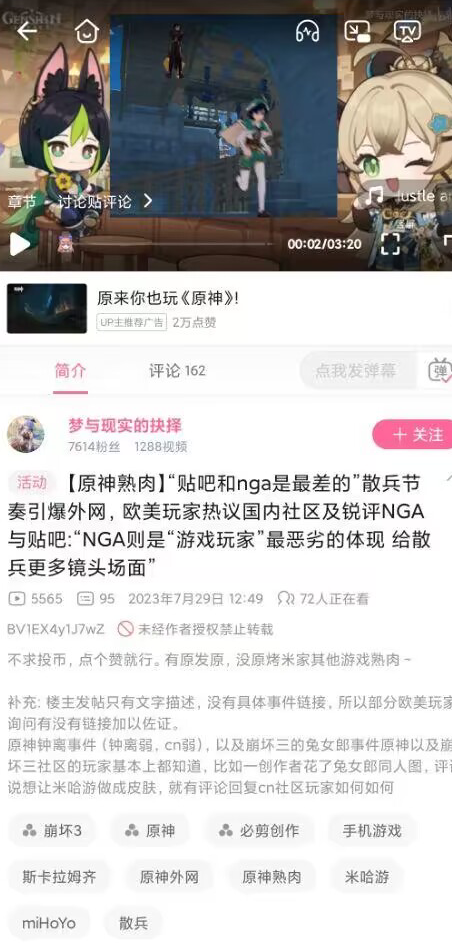 GENSHIN
梦与现实的抉择
TV
章节 · 讨论贴评论 >
00:02/03:20
原来你也玩《原神》!
UP主推荐广告 2万点赞
简介 评论 162 点我发弹幕 弹
梦与现实的抉择
7614粉丝 1288视频
+ 关注
活动 【原神熟肉】“贴吧和nga是最差的”散兵节
奏引爆外网，欧美玩家热议国内社区及锐评NGA
与贴吧:“NGA则是“游戏玩家”最恶劣的体现 给散
兵更多镜头场面”
5565 95 2023年7月29日 12:49 72人正在看
BV1EX4y1J7wZ 未经作者授权禁止转载
不求投币，点个赞就行。有原发原，没原烤米家其他游戏熟肉~
补充: 楼主发帖只有文字描述，没有具体事件链接，所以部分欧美玩家
询问有没有链接加以佐证。
原神钟离事件（钟离弱，cn弱），以及崩坏三的兔女郎事件原神以及崩
坏三社区的玩家基本上都知道，比如一创作者花了兔女郎同人图，评
说想让米哈游做成皮肤，就有评论回复cn社区玩家如何如何
崩坏3 原神 必剪创作 手机游戏
斯卡拉姆齐 原神外网 原神熟肉 米哈游
miHoYo 散兵